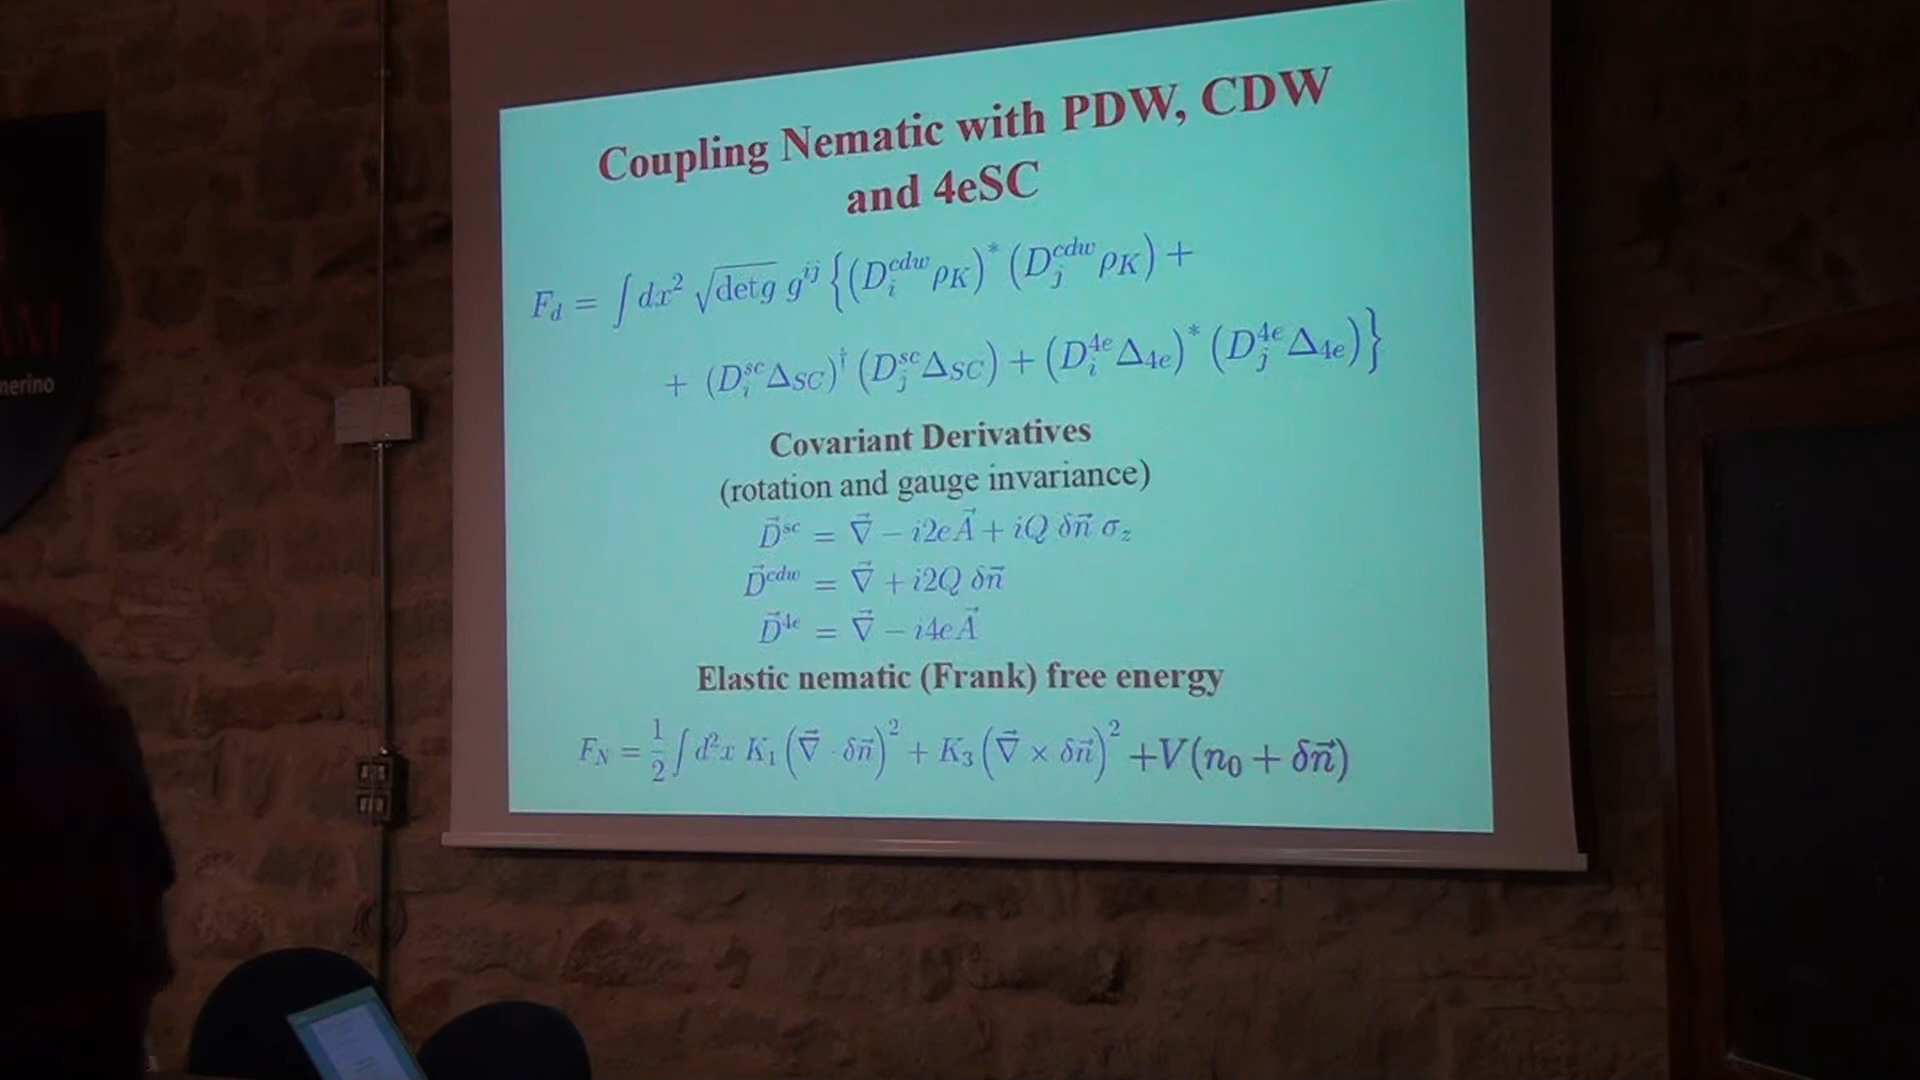 Coupling Nematic with PDW, CDW
and 4eSC
F_d = ∫ dx² √detg g^{ij} {(D_i^{cdw} ρ_K)^* (D_j^{cdw} ρ_K) +
+ (D_i^{sc} Δ_{SC})^† (D_j^{sc} Δ_{SC}) + (D_i^{4e} Δ_{4e})^* (D_j^{4e} Δ_{4e})}
Covariant Derivatives
(rotation and gauge invariance)
D⃗^{sc} = ∇⃗ − i2eA⃗ + iQ δn⃗ σ_z
D⃗^{cdw} = ∇⃗ + i2Q δn⃗
D⃗^{4e} = ∇⃗ − i4eA⃗
Elastic nematic (Frank) free energy
F_N = 1/2 ∫ d²x K_1 (∇⃗ · δn⃗)² + K_3 (∇⃗ × δn⃗)² +V(n_0 + δn⃗)
AM
nerino